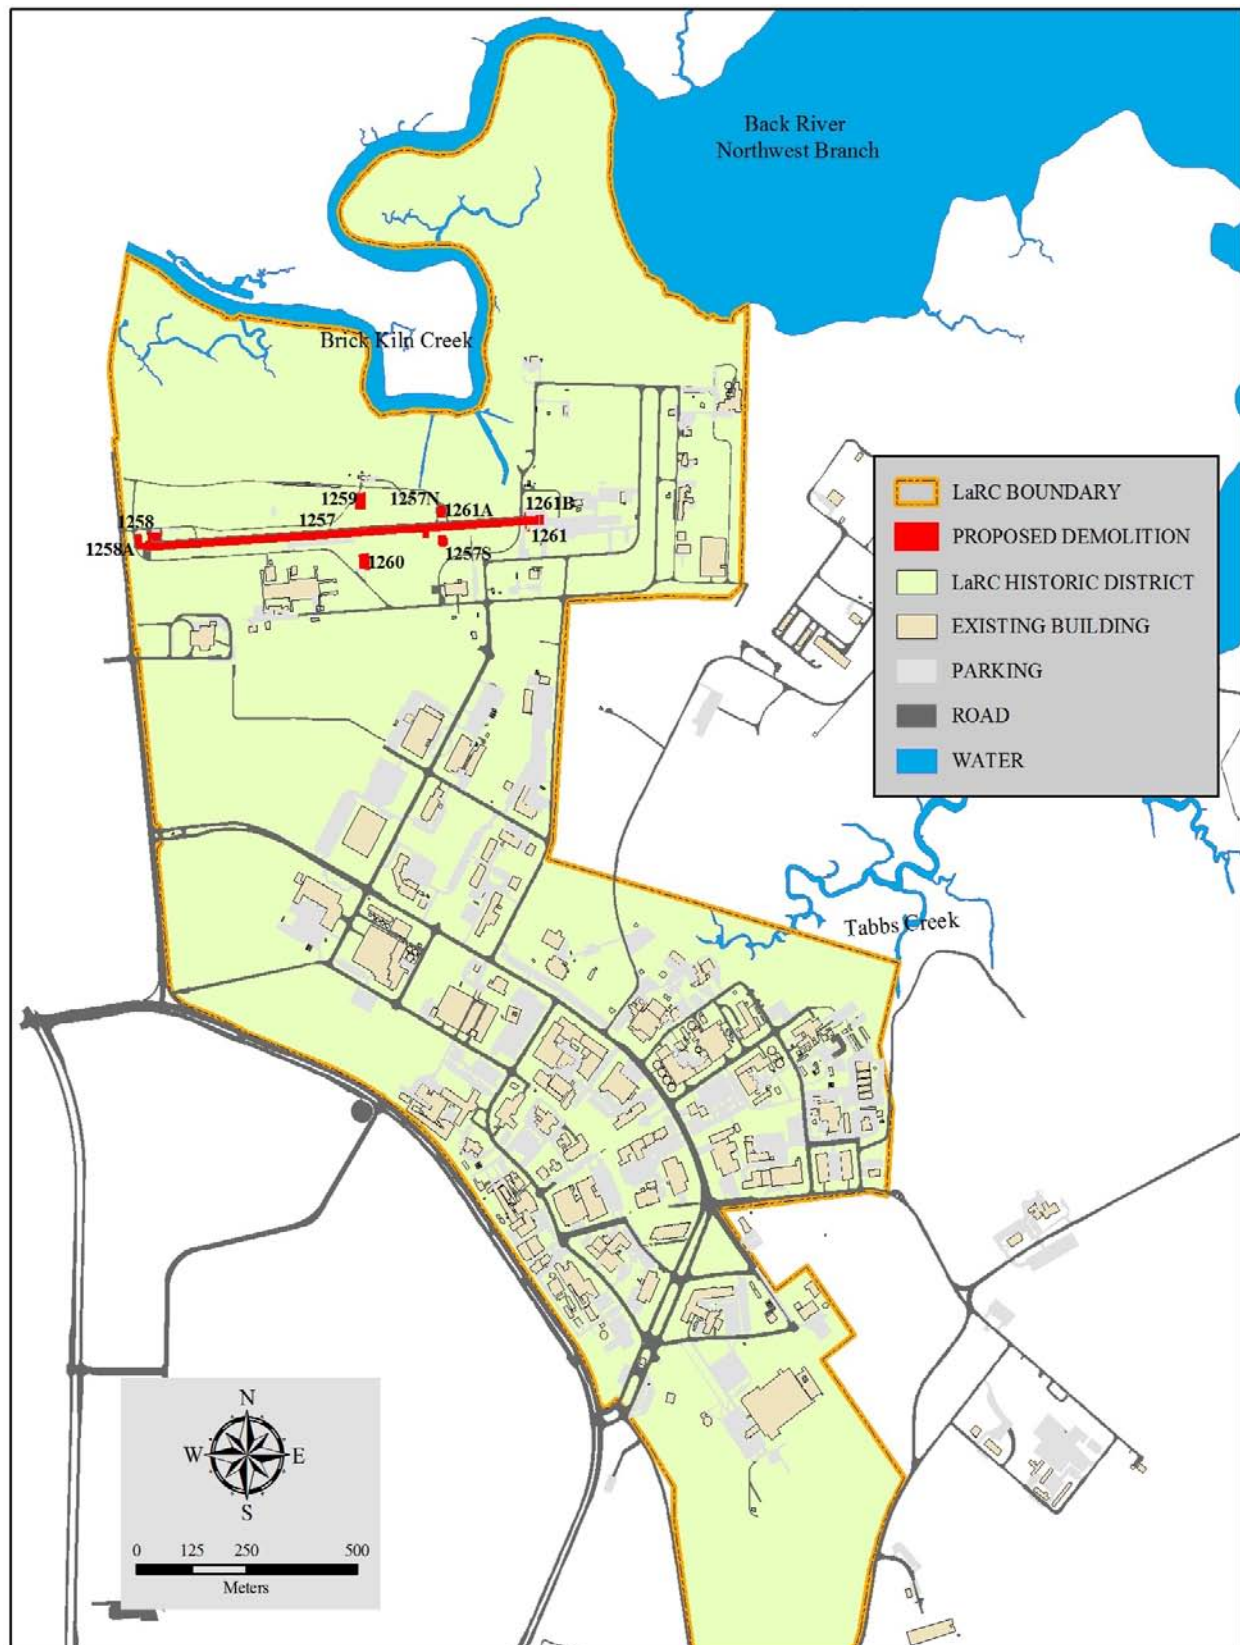 Back River
Northwest Branch
Brick Kiln Creek
1259
1257N
1261B
1258
1257
1261A
1261
1258A
1257S
1260
LaRC BOUNDARY
PROPOSED DEMOLITION
LaRC HISTORIC DISTRICT
EXISTING BUILDING
PARKING
ROAD
WATER
Tabbs Creek
N
W E
S
0 125 250 500
Meters